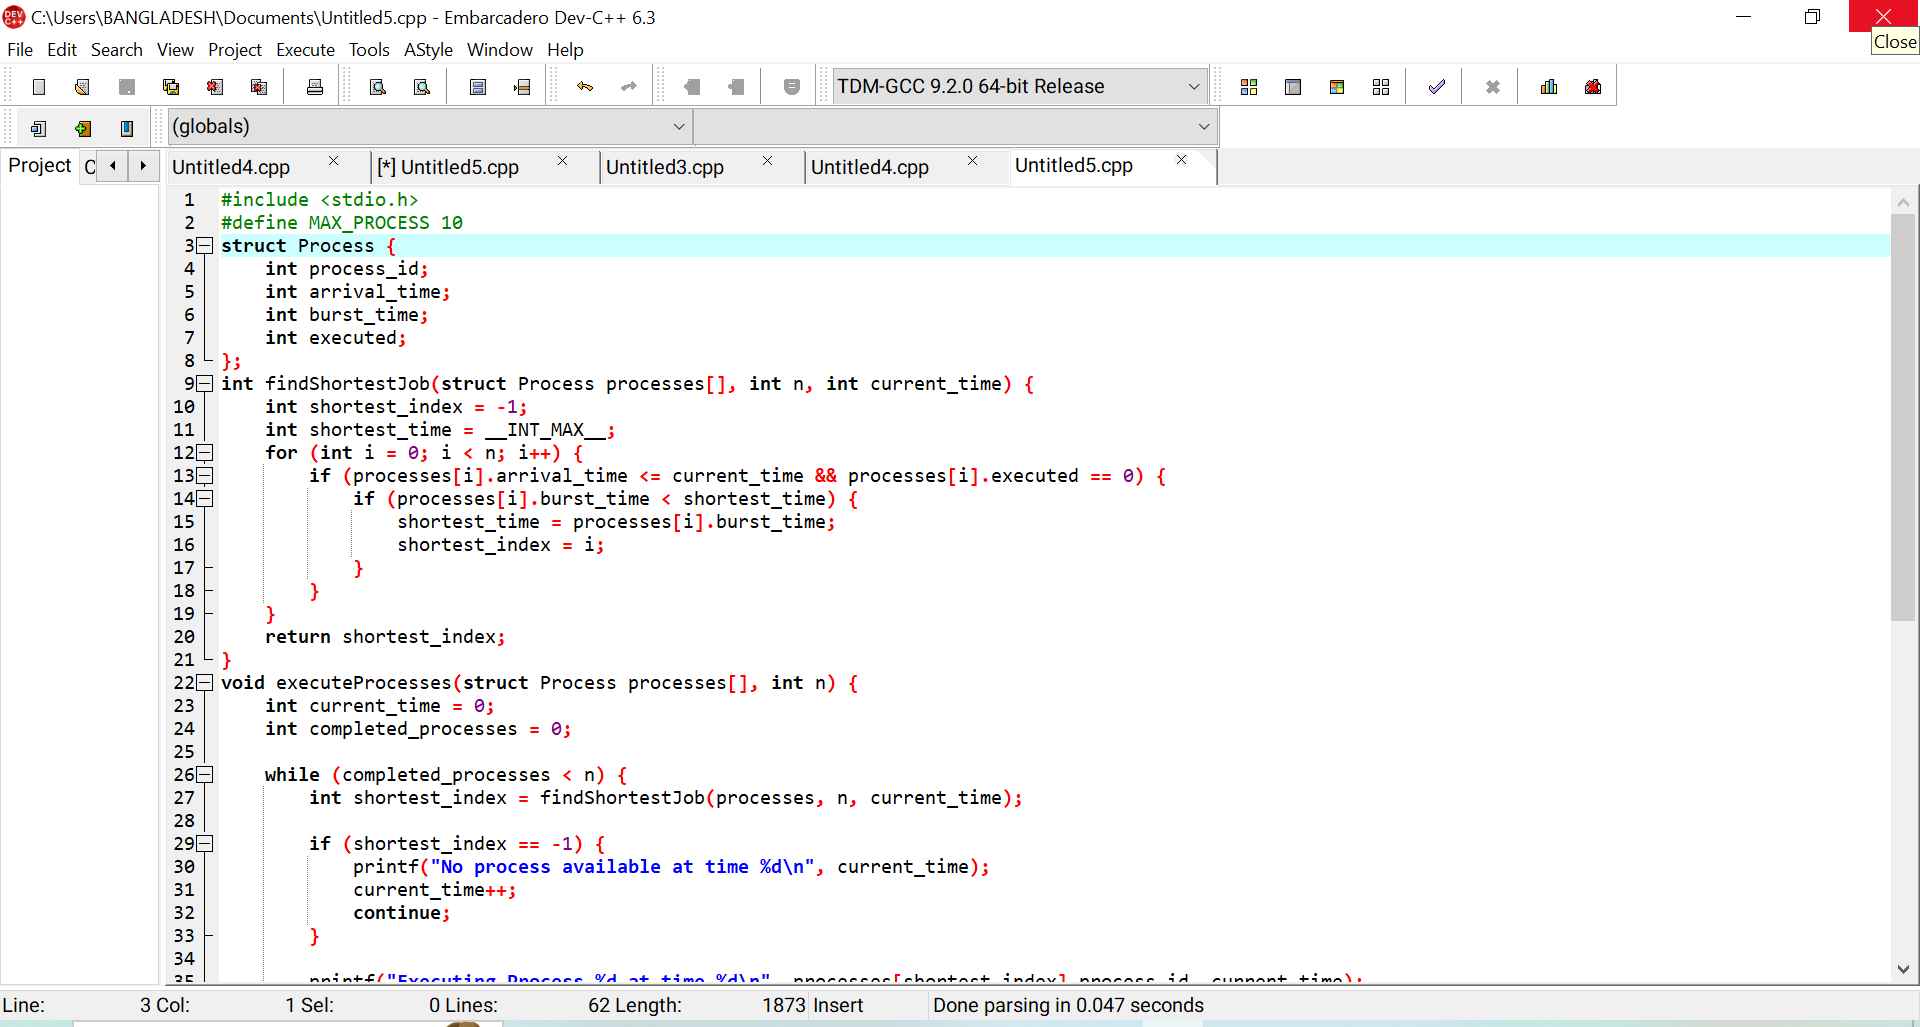 C:\Users\BANGLADESH\Documents\Untitled5.cpp - Embarcadero Dev-C++ 6.3
Close
File Edit Search View Project Execute Tools AStyle Window Help
TDM-GCC 9.2.0 64-bit Release
(globals)
Project C Untitled4.cpp [*] Untitled5.cpp Untitled3.cpp Untitled4.cpp Untitled5.cpp
1 #include <stdio.h>
2 #define MAX_PROCESS 10
3 struct Process {
4 int process_id;
5 int arrival_time;
6 int burst_time;
7 int executed;
8 };
9 int findShortestJob(struct Process processes[], int n, int current_time) {
10 int shortest_index = -1;
11 int shortest_time = __INT_MAX__;
12 for (int i = 0; i < n; i++) {
13 if (processes[i].arrival_time <= current_time && processes[i].executed == 0) {
14 if (processes[i].burst_time < shortest_time) {
15 shortest_time = processes[i].burst_time;
16 shortest_index = i;
17 }
18 }
19 }
20 return shortest_index;
21 }
22 void executeProcesses(struct Process processes[], int n) {
23 int current_time = 0;
24 int completed_processes = 0;
25
26 while (completed_processes < n) {
27 int shortest_index = findShortestJob(processes, n, current_time);
28
29 if (shortest_index == -1) {
30 printf("No process available at time %d\n", current_time);
31 current_time++;
32 continue;
33 }
34
35 printf("Executing Process %d at time %d\n", processes[shortest_index].process_id, current_time);
Line: 3 Col: 1 Sel: 0 Lines: 62 Length: 1873 Insert Done parsing in 0.047 seconds